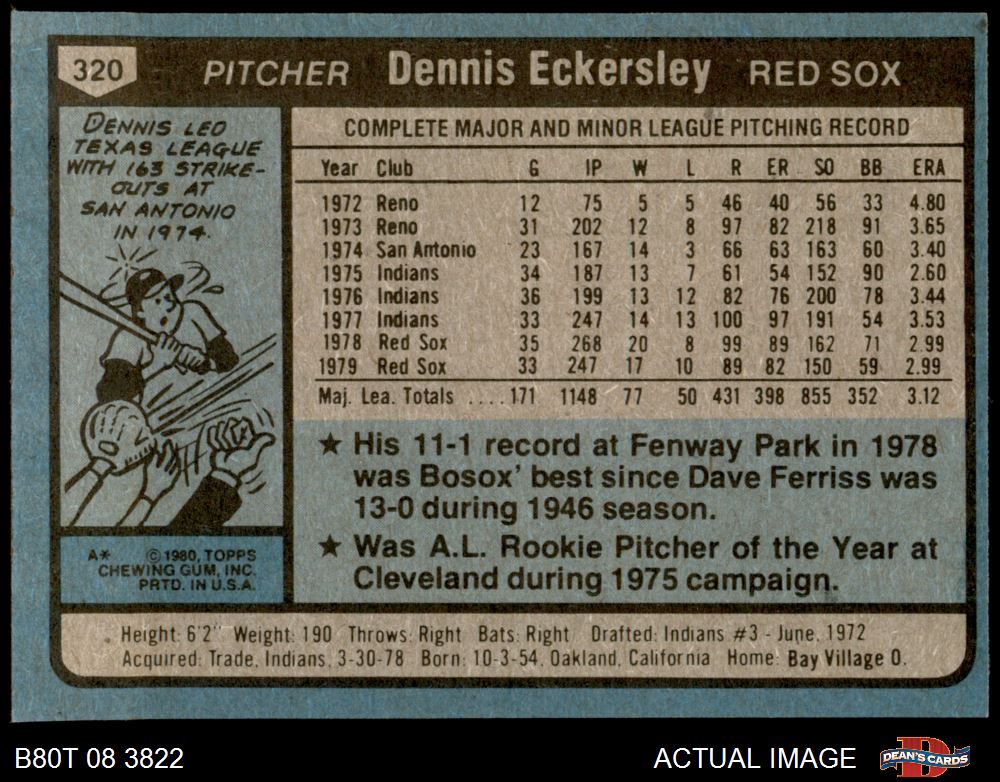 320 PITCHER Dennis Eckersley RED SOX
DENNIS LED
TEXAS LEAGUE
WITH 163 STRIKE-
OUTS AT
SAN ANTONIO
IN 1974.
A* © 1980, TOPPS
CHEWING GUM, INC.
PRTD. IN U.S.A.
COMPLETE MAJOR AND MINOR LEAGUE PITCHING RECORD
Year Club G IP W L R ER SO BB ERA
1972 Reno 12 75 5 5 46 40 56 33 4.80
1973 Reno 31 202 12 8 97 82 218 91 3.65
1974 San Antonio 23 167 14 3 66 63 163 60 3.40
1975 Indians 34 187 13 7 61 54 152 90 2.60
1976 Indians 36 199 13 12 82 76 200 78 3.44
1977 Indians 33 247 14 13 100 97 191 54 3.53
1978 Red Sox 35 268 20 8 99 89 162 71 2.99
1979 Red Sox 33 247 17 10 89 82 150 59 2.99
Maj. Lea. Totals ....171 1148 77 50 431 398 855 352 3.12
★ His 11-1 record at Fenway Park in 1978
was Bosox' best since Dave Ferriss was
13-0 during 1946 season.
★ Was A.L. Rookie Pitcher of the Year at
Cleveland during 1975 campaign.
Height: 6'2" Weight: 190 Throws: Right Bats: Right Drafted: Indians #3 - June, 1972
Acquired: Trade, Indians, 3-30-78 Born: 10-3-54, Oakland, California Home: Bay Village O.
B80T 08 3822 ACTUAL IMAGE DEAN'S CARDS